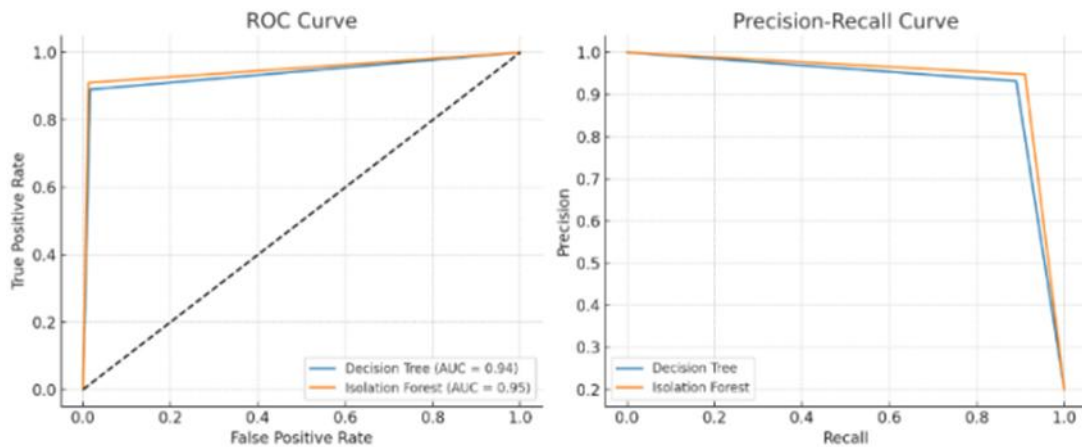 ROC Curve
1.0
0.8
0.6
0.4
0.2
0.0
True Positive Rate
0.0 0.2 0.4 0.6 0.8 1.0
False Positive Rate
Decision Tree (AUC = 0.94)
Isolation Forest (AUC = 0.95)
Precision-Recall Curve
1.0
0.9
0.8
0.7
0.6
0.5
0.4
0.3
0.2
Precision
0.0 0.2 0.4 0.6 0.8 1.0
Recall
Decision Tree
Isolation Forest